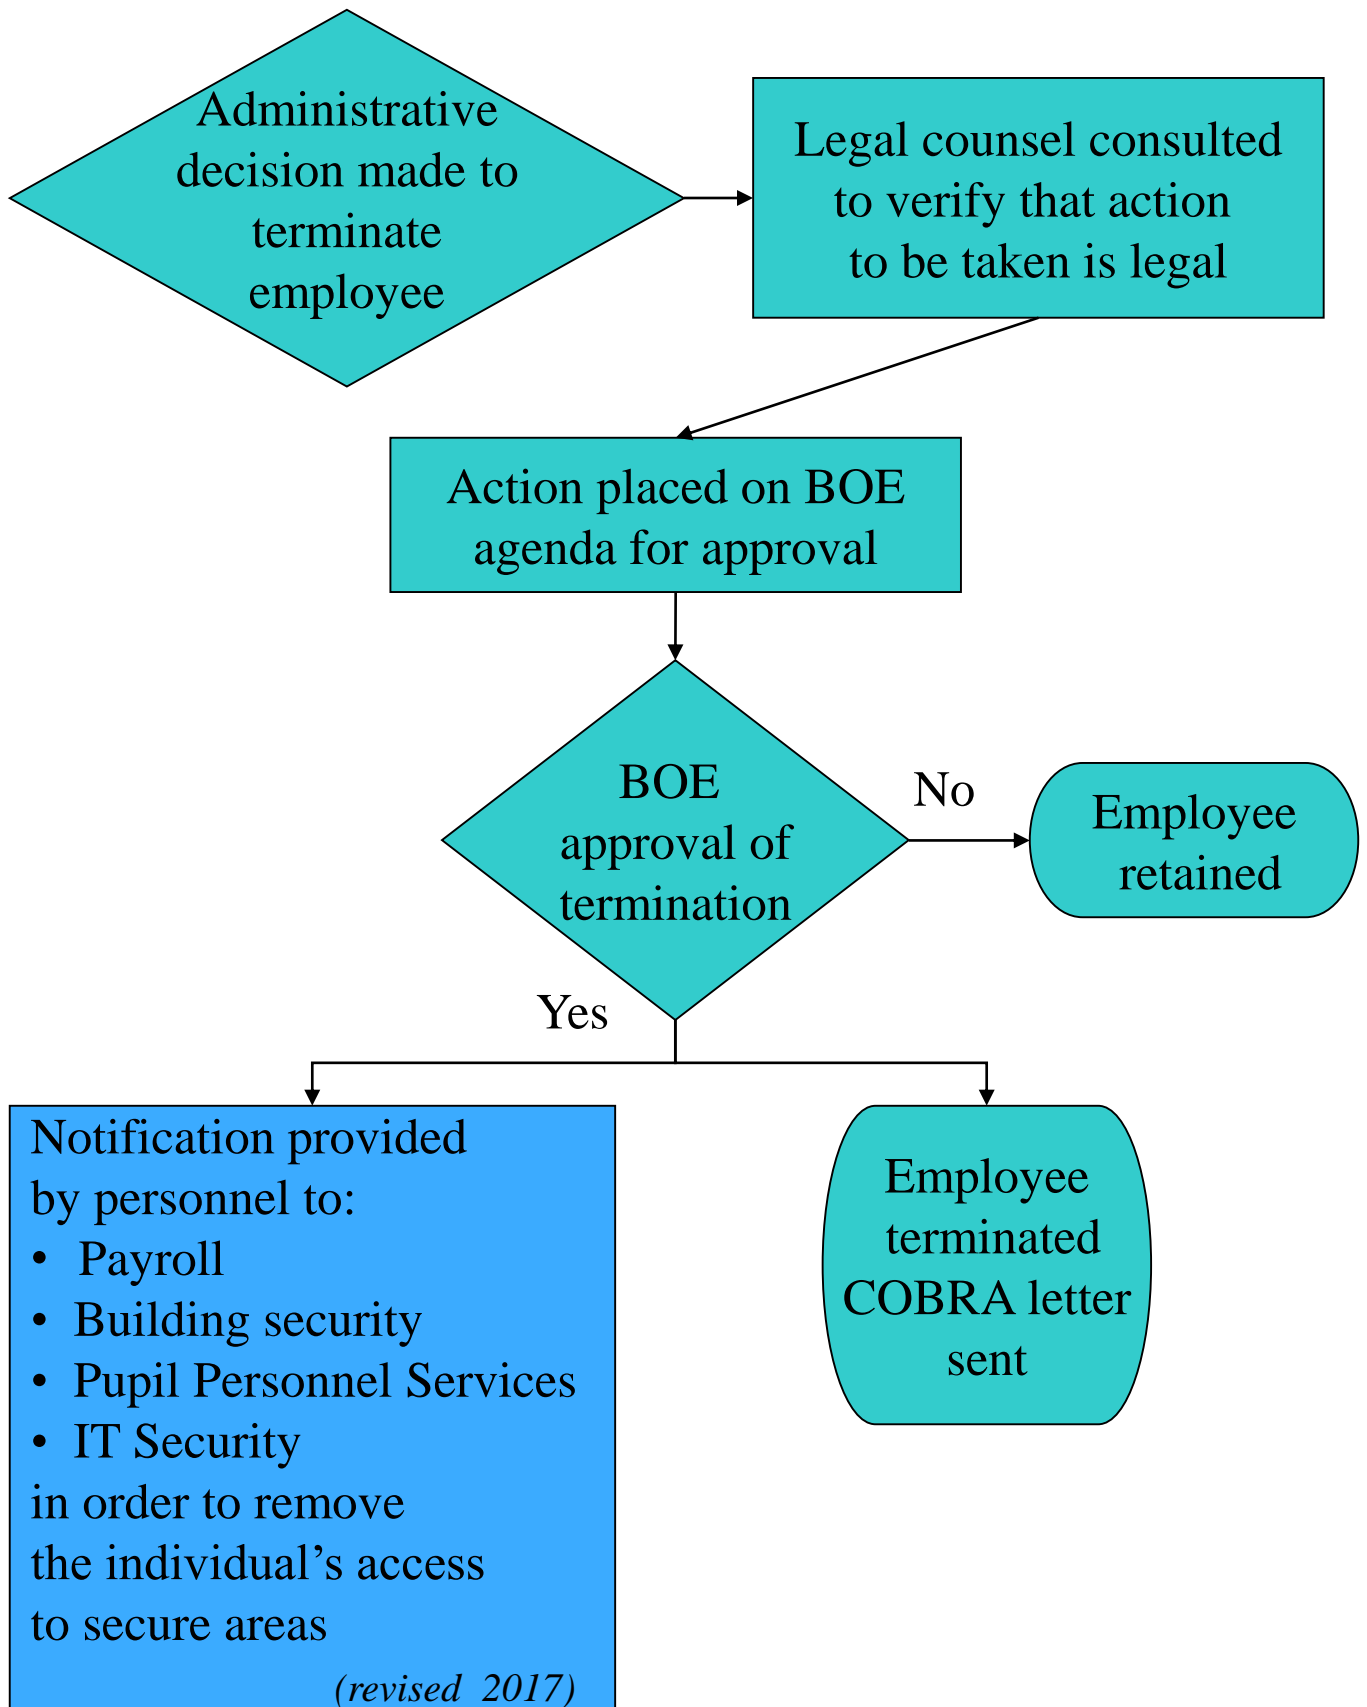 Administrative
decision made to
terminate
employee
Legal counsel consulted
to verify that action
to be taken is legal
Action placed on BOE
agenda for approval
BOE
approval of
termination
No
Employee
retained
Yes
Notification provided
by personnel to:
• Payroll
• Building security
• Pupil Personnel Services
• IT Security
in order to remove
the individual’s access
to secure areas
(revised 2017)
Employee
terminated
COBRA letter
sent